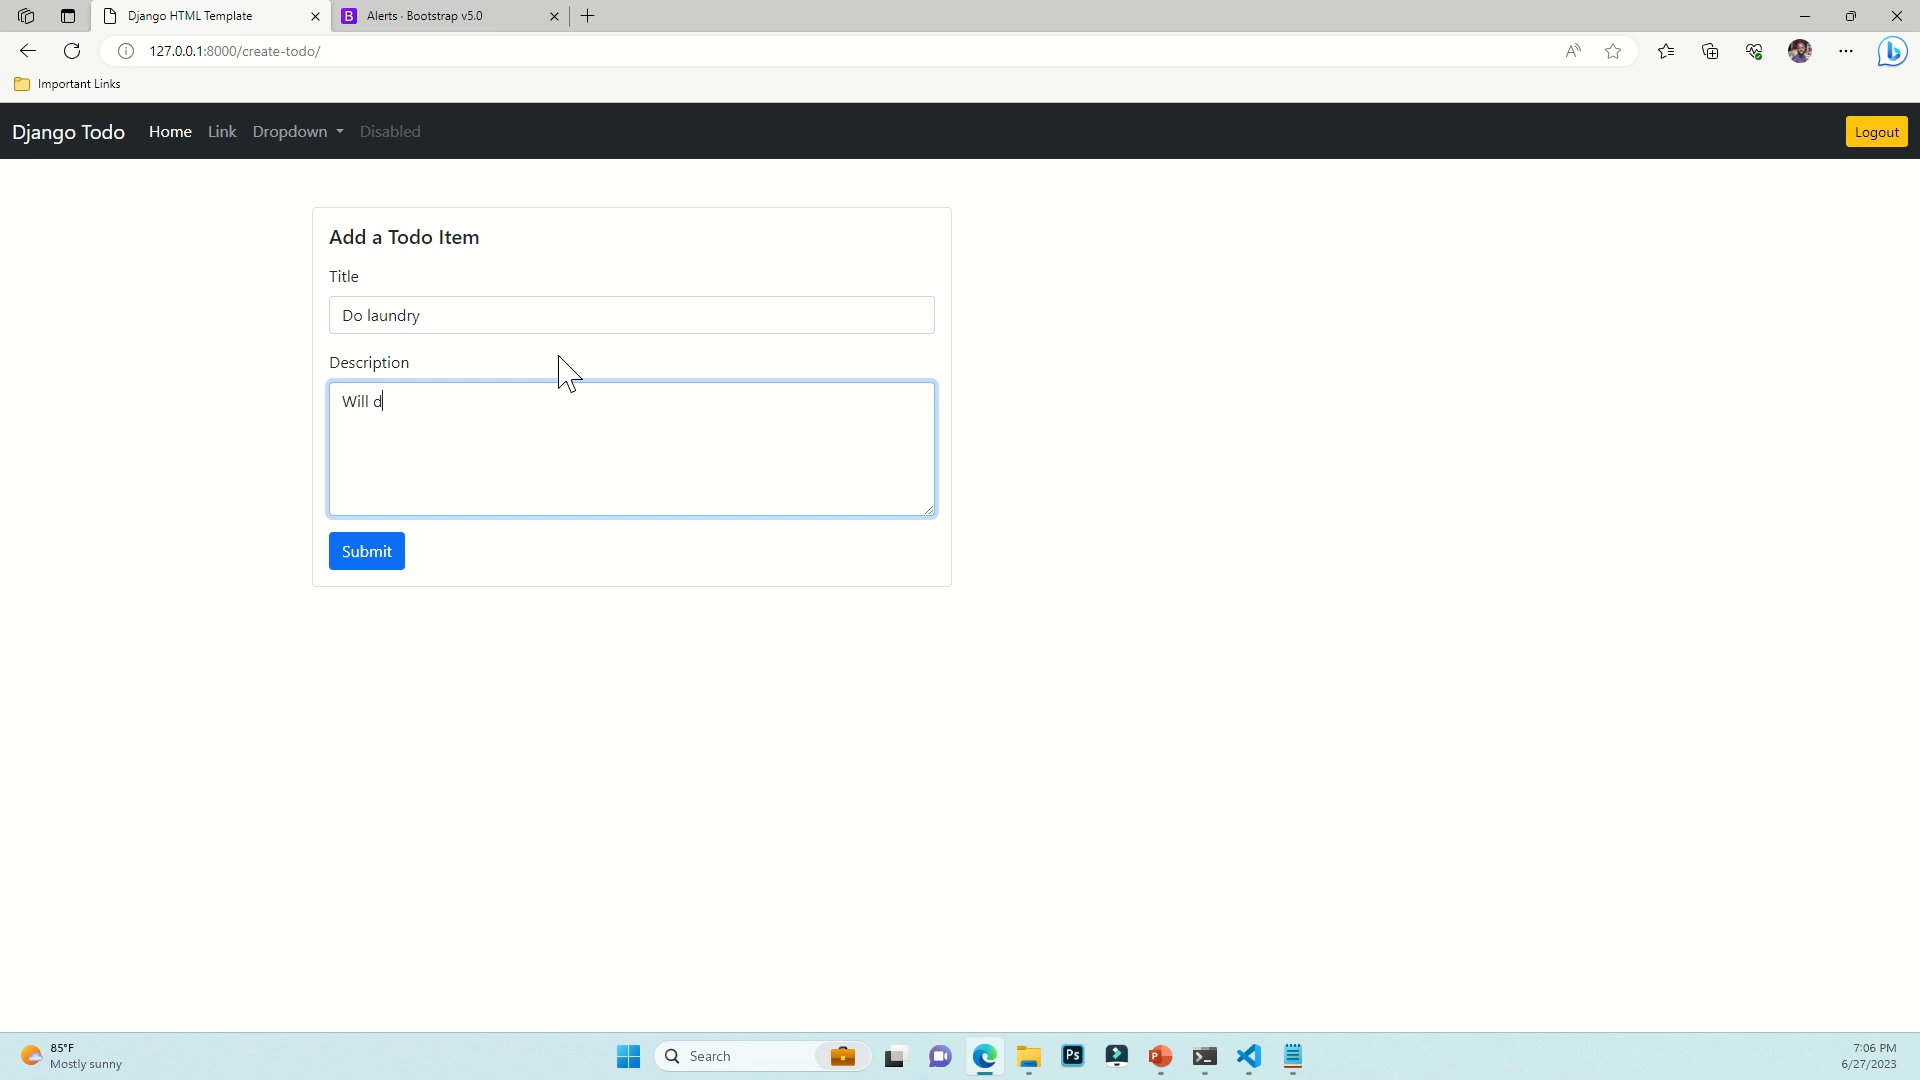 Django HTML Template
Alerts · Bootstrap v5.0
127.0.0.1:8000/create-todo/
Important Links
Django Todo Home Link Dropdown Disabled Logout
Add a Todo Item
Title
Do laundry
Description
Will d
Submit
85°F
Mostly sunny
Search
Ps
7:06 PM
6/27/2023